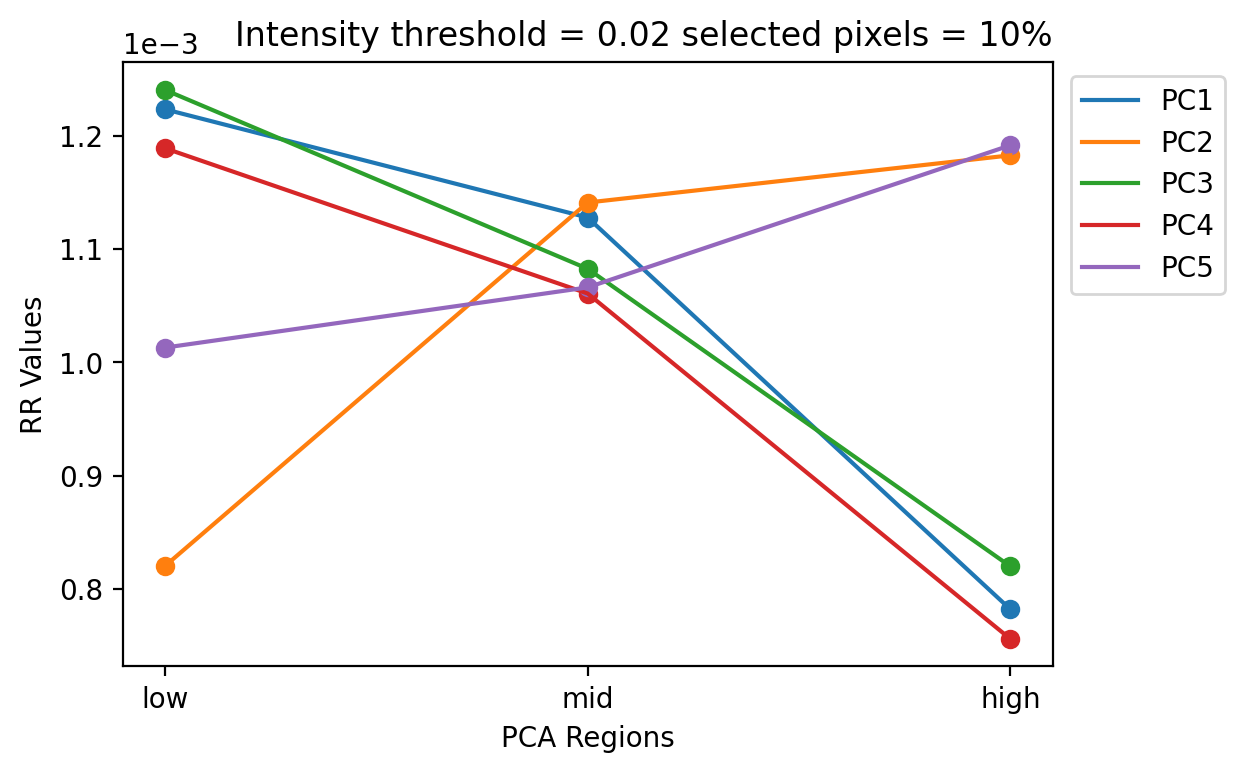 Intensity threshold = 0.02 selected pixels = 10%
1e−3
1.2
1.1
1.0
0.9
0.8
RR Values
low
mid
high
PCA Regions
PC1
PC2
PC3
PC4
PC5